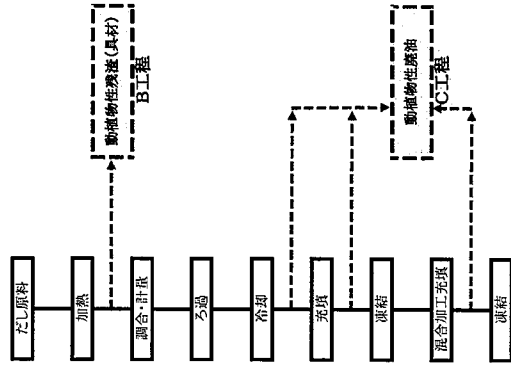 だし原料
加熱
調合・計量
ろ過
冷却
充填
凍結
混合加工充填
凍結
動植物性残渣(具材)
B工程
動植物性廃油
C工程